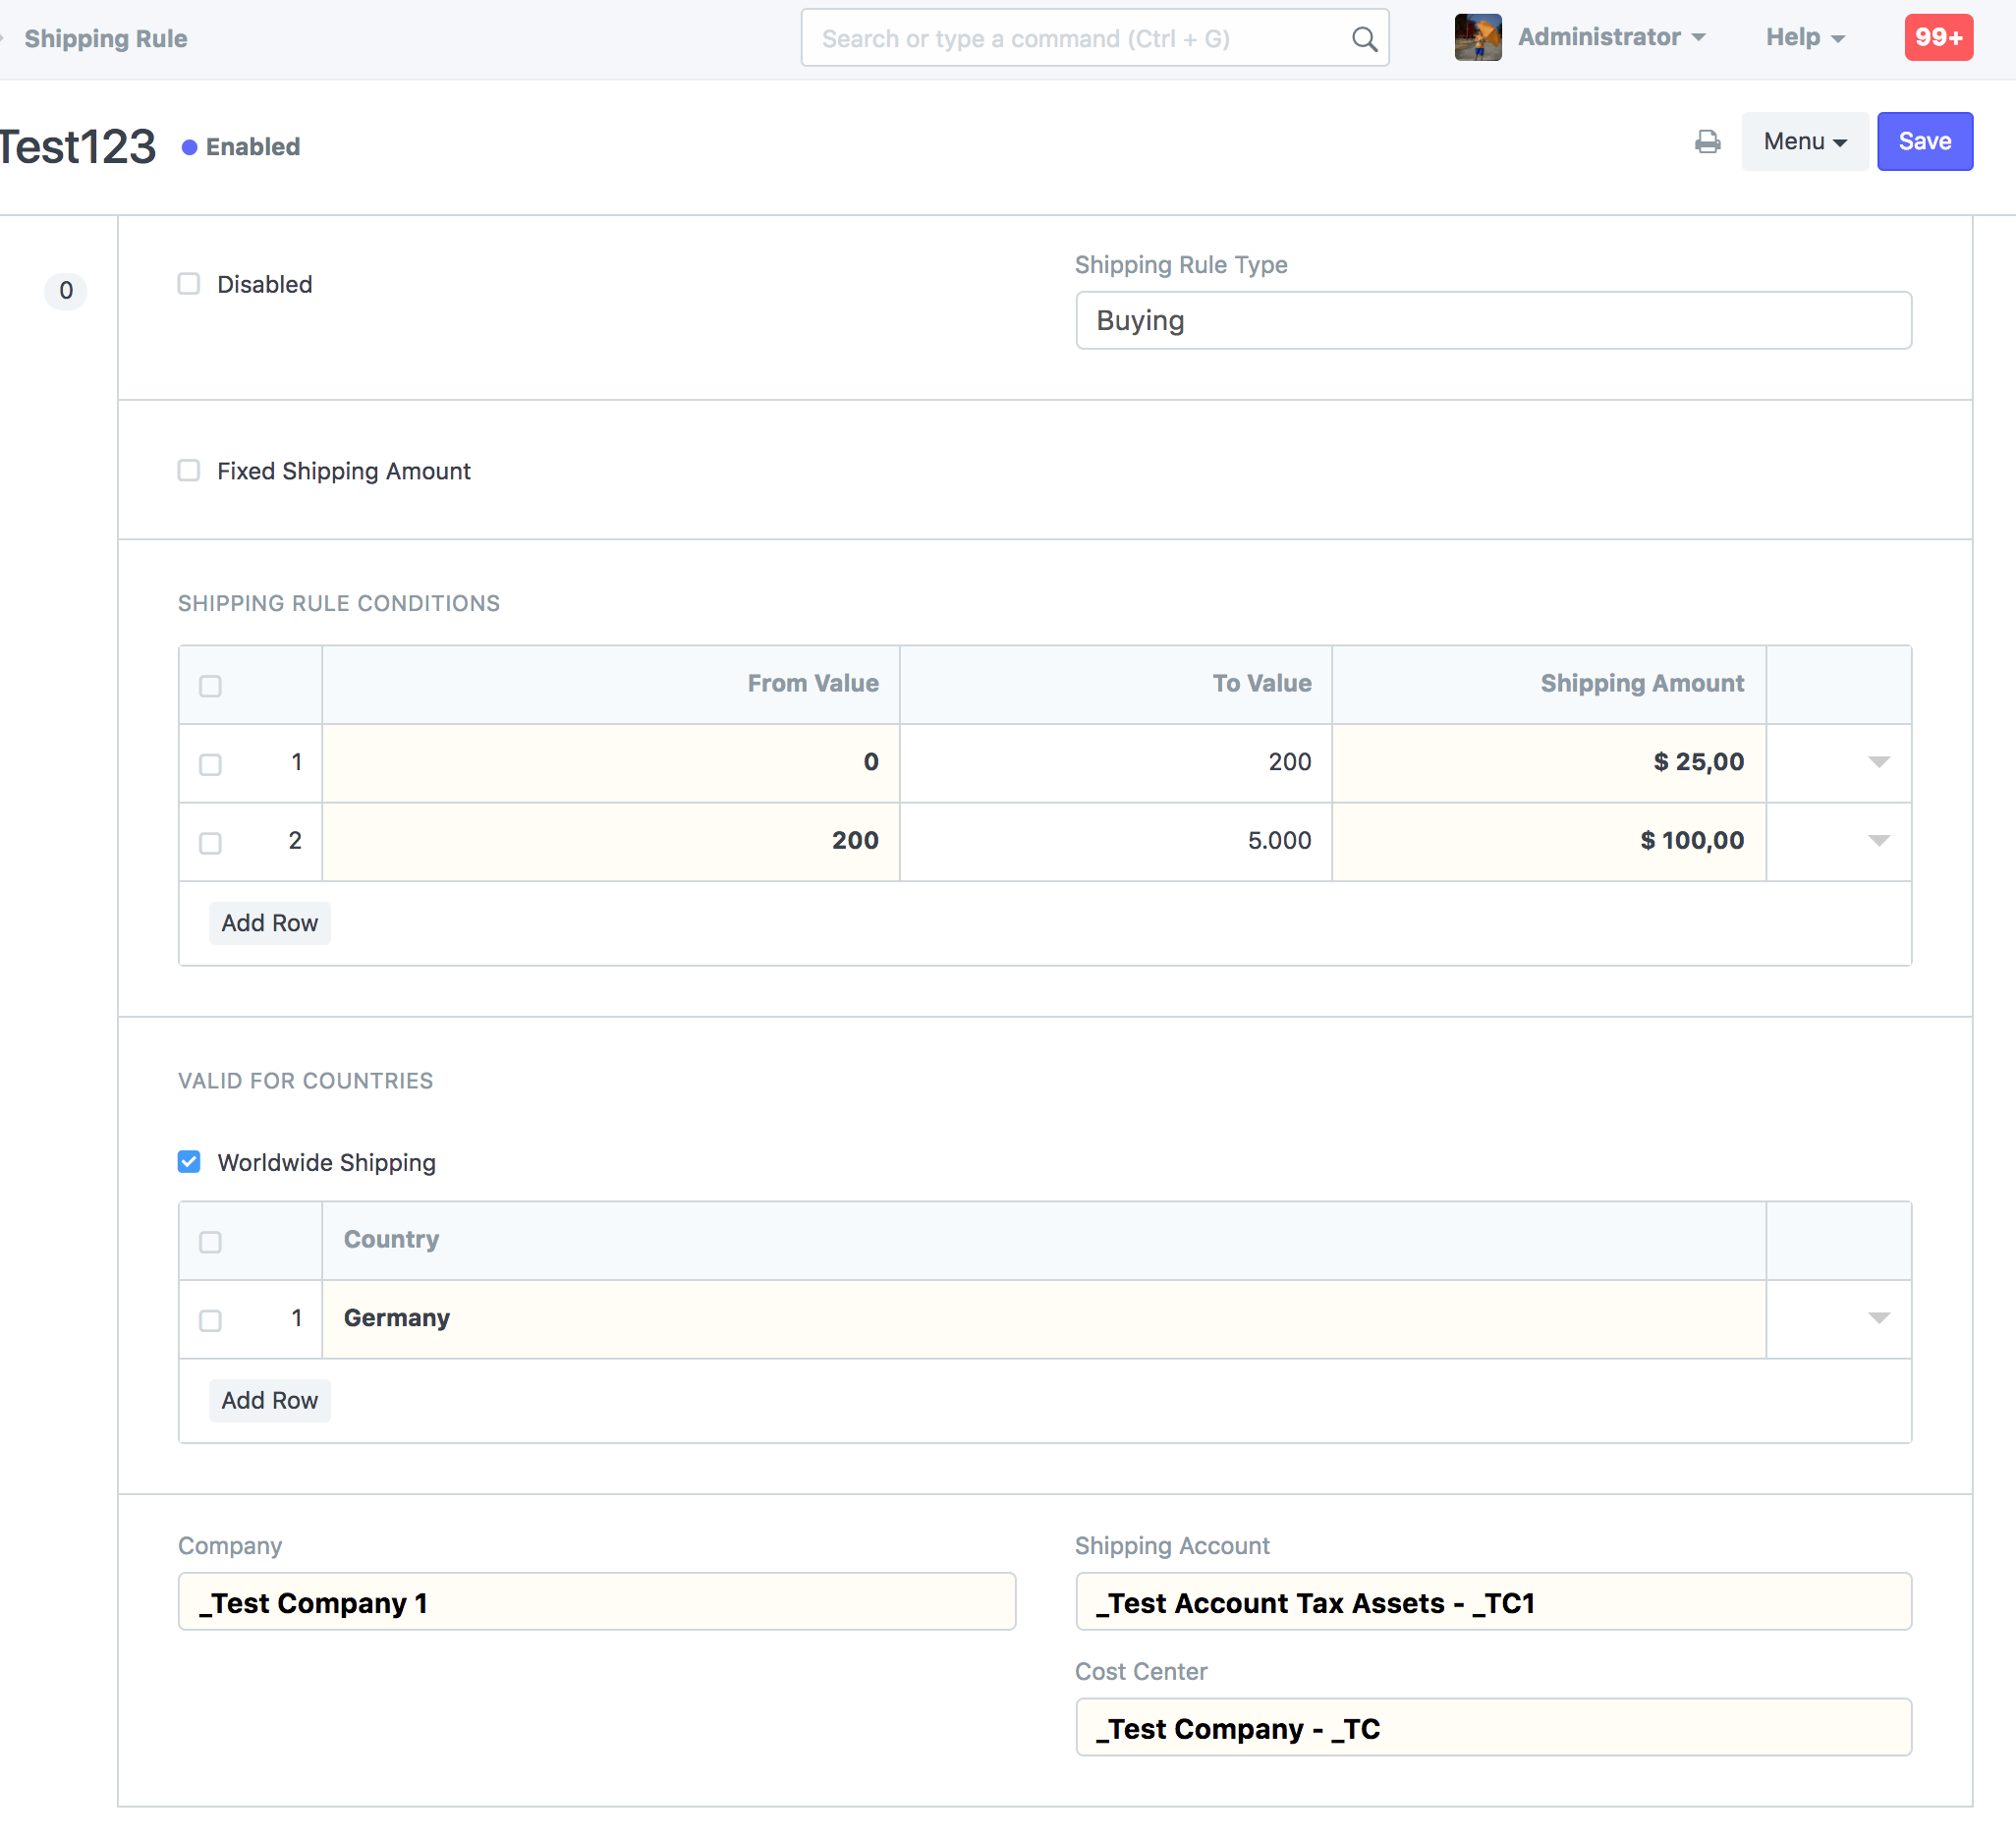 Shipping Rule
Search or type a command (Ctrl + G)
Administrator
Help
99+
Test123
Enabled
Menu
Save
0
Disabled
Shipping Rule Type
Buying
Fixed Shipping Amount
SHIPPING RULE CONDITIONS
From Value To Value Shipping Amount
1 0 200 $ 25,00
2 200 5.000 $ 100,00
Add Row
VALID FOR COUNTRIES
Worldwide Shipping
Country
1 Germany
Add Row
Company
_Test Company 1
Shipping Account
_Test Account Tax Assets - _TC1
Cost Center
_Test Company - _TC